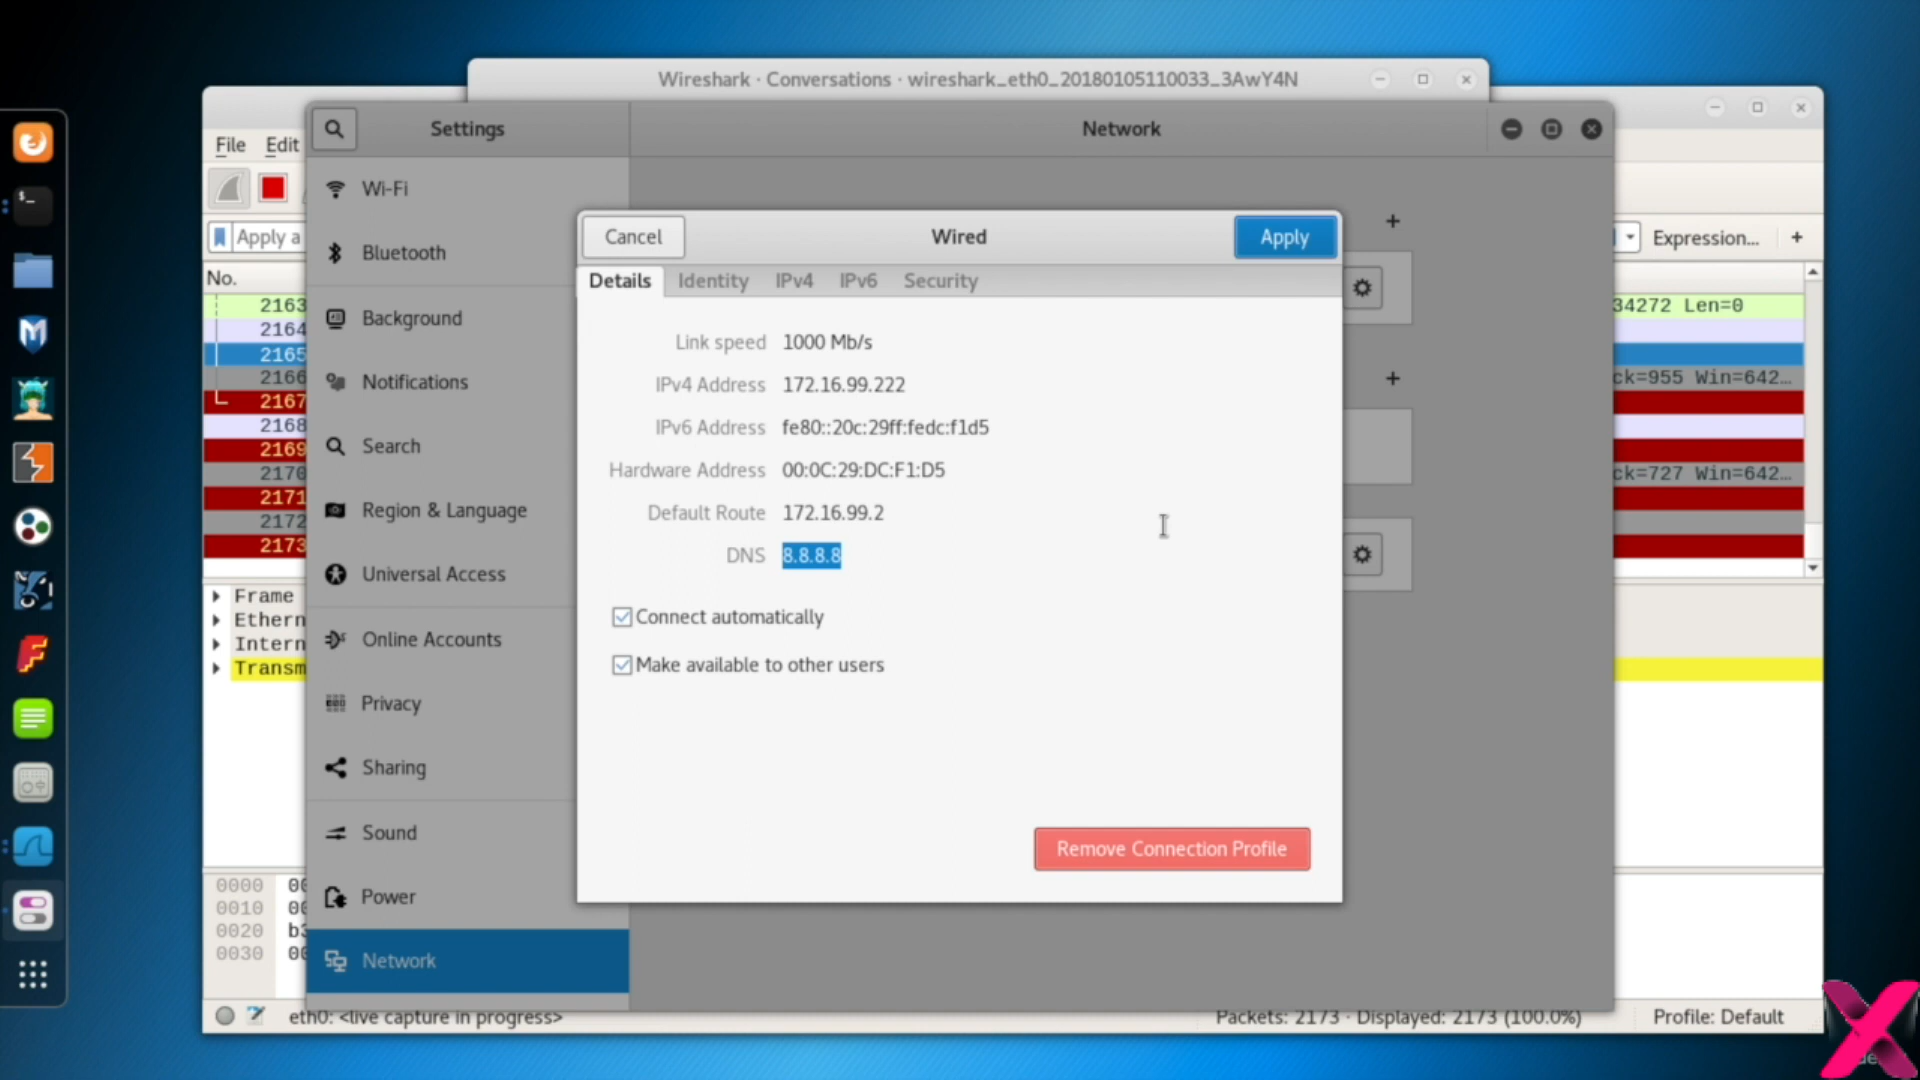 Wireshark · Conversations · wireshark_eth0_20180105110033_3AwY4N
Settings
Network
File Edit
Apply a
Expression...
+
No.
2163
2164
2165
2166
2167
2168
2169
2170
2171
2172
2173
34272 Len=0
ck=955 Win=642…
ck=727 Win=642…
Wi-Fi
Bluetooth
Background
Notifications
Search
Region & Language
Universal Access
Online Accounts
Privacy
Sharing
Sound
Power
Network
Cancel
Wired
Apply
Details Identity IPv4 IPv6 Security
Link speed 1000 Mb/s
IPv4 Address 172.16.99.222
IPv6 Address fe80::20c:29ff:fedc:f1d5
Hardware Address 00:0C:29:DC:F1:D5
Default Route 172.16.99.2
DNS 8.8.8.8
Connect automatically
Make available to other users
Remove Connection Profile
Frame
Ethern
Intern
Transm
0000
0010
0020
0030
eth0: <live capture in progress>
Packets: 2173 · Displayed: 2173 (100.0%)
Profile: Default